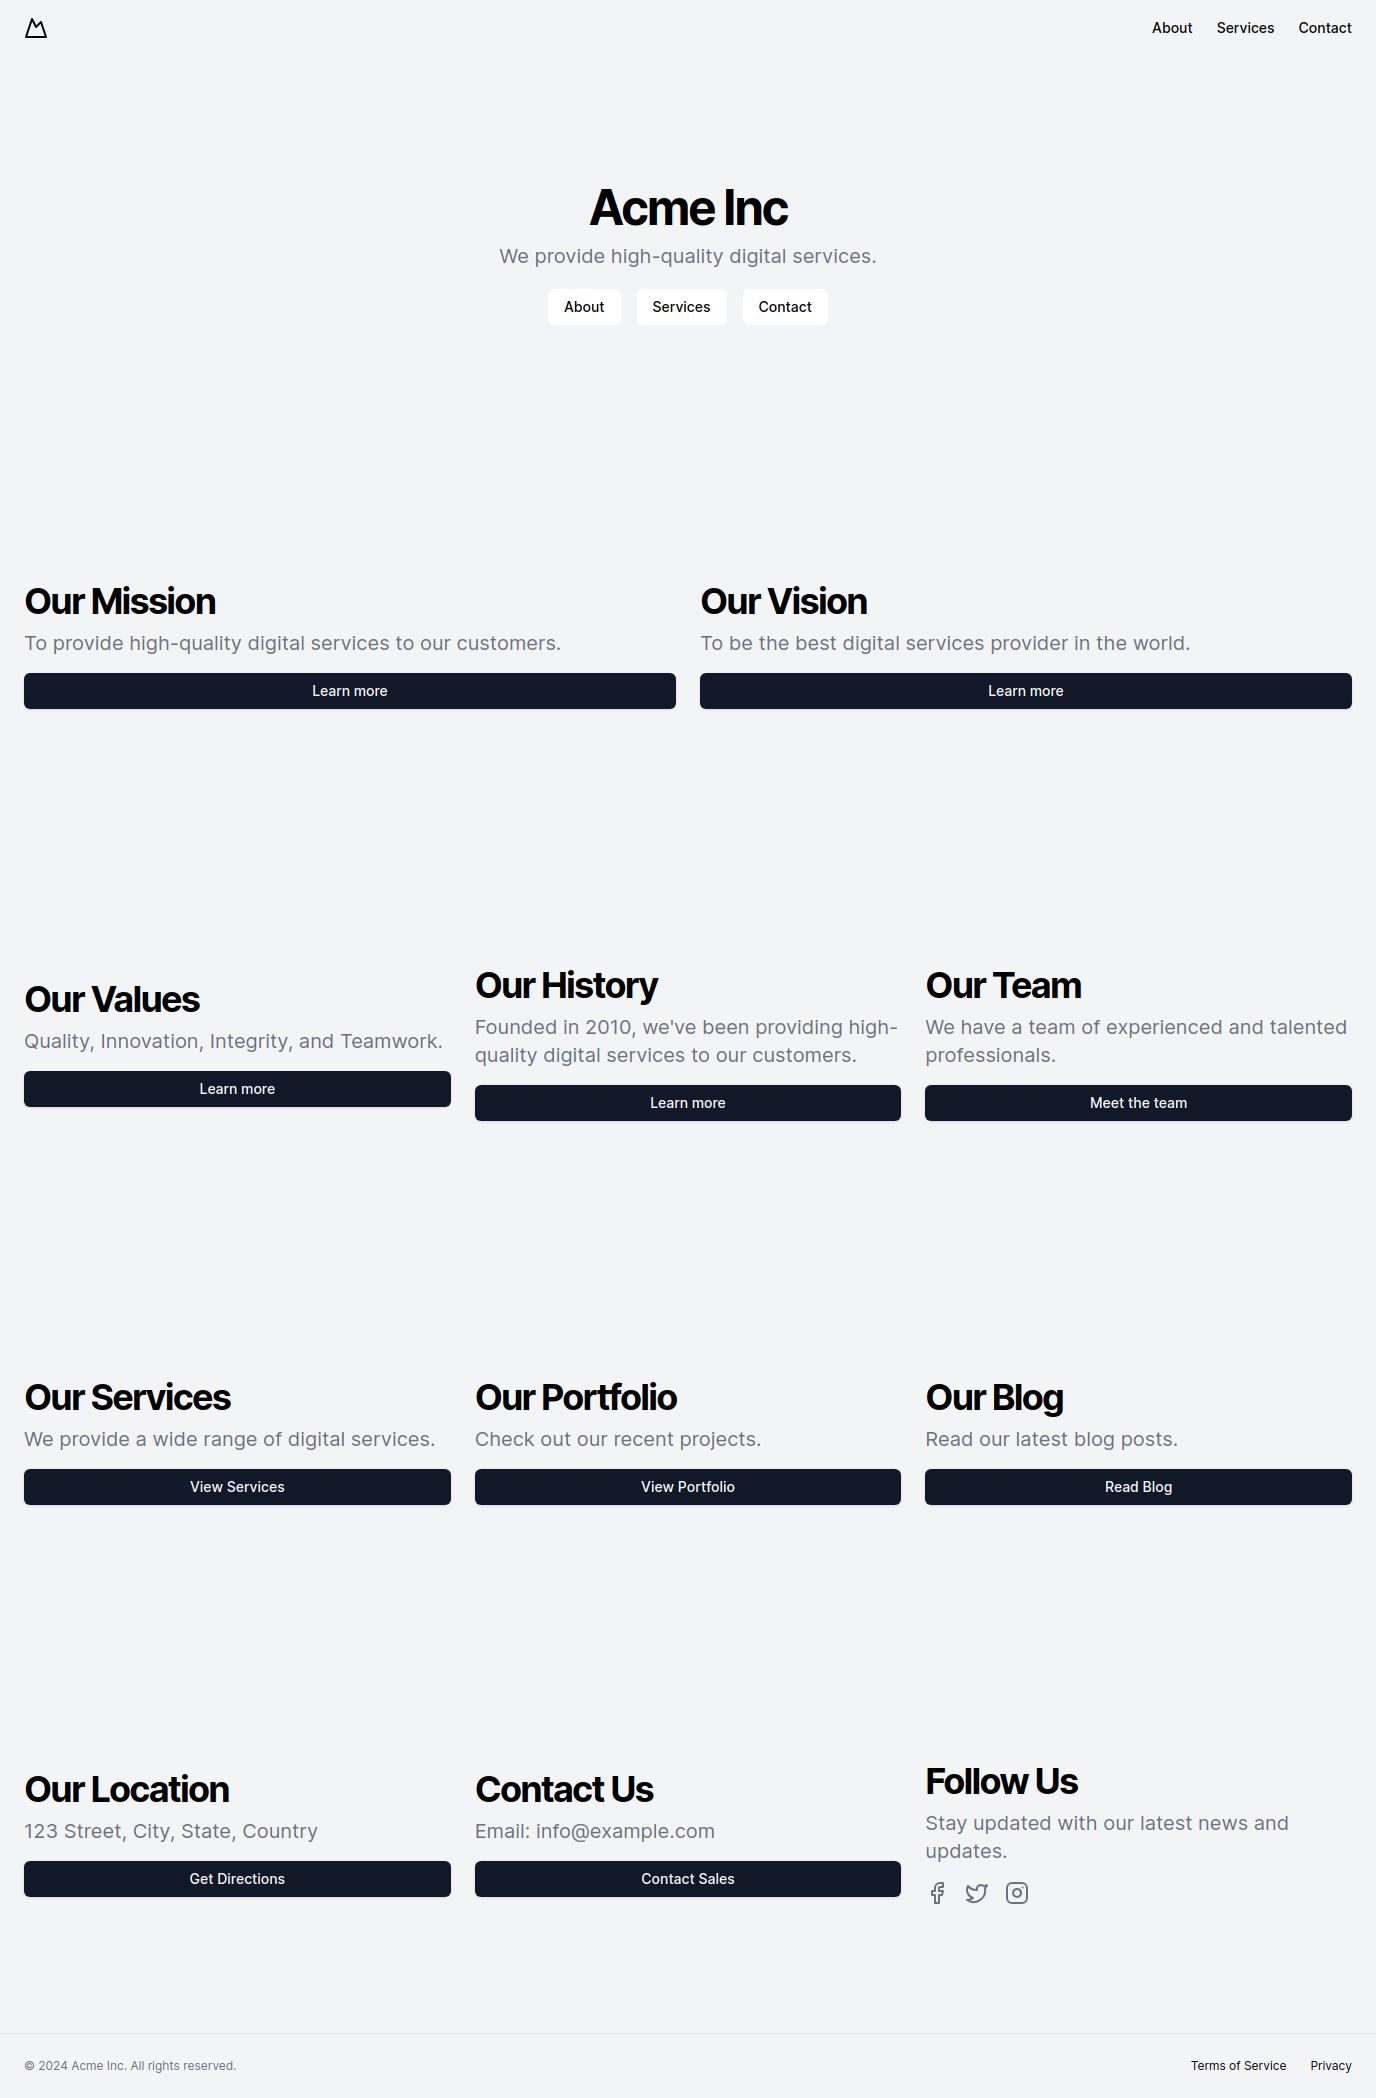 About Services Contact
Acme Inc
We provide high-quality digital services.
About Services Contact
Our Mission
To provide high-quality digital services to our customers.
Learn more
Our Vision
To be the best digital services provider in the world.
Learn more
Our Values
Quality, Innovation, Integrity, and Teamwork.
Learn more
Our History
Founded in 2010, we've been providing high-
quality digital services to our customers.
Learn more
Our Team
We have a team of experienced and talented
professionals.
Meet the team
Our Services
We provide a wide range of digital services.
View Services
Our Portfolio
Check out our recent projects.
View Portfolio
Our Blog
Read our latest blog posts.
Read Blog
Our Location
123 Street, City, State, Country
Get Directions
Contact Us
Email: info@example.com
Contact Sales
Follow Us
Stay updated with our latest news and
updates.
© 2024 Acme Inc. All rights reserved.
Terms of Service Privacy